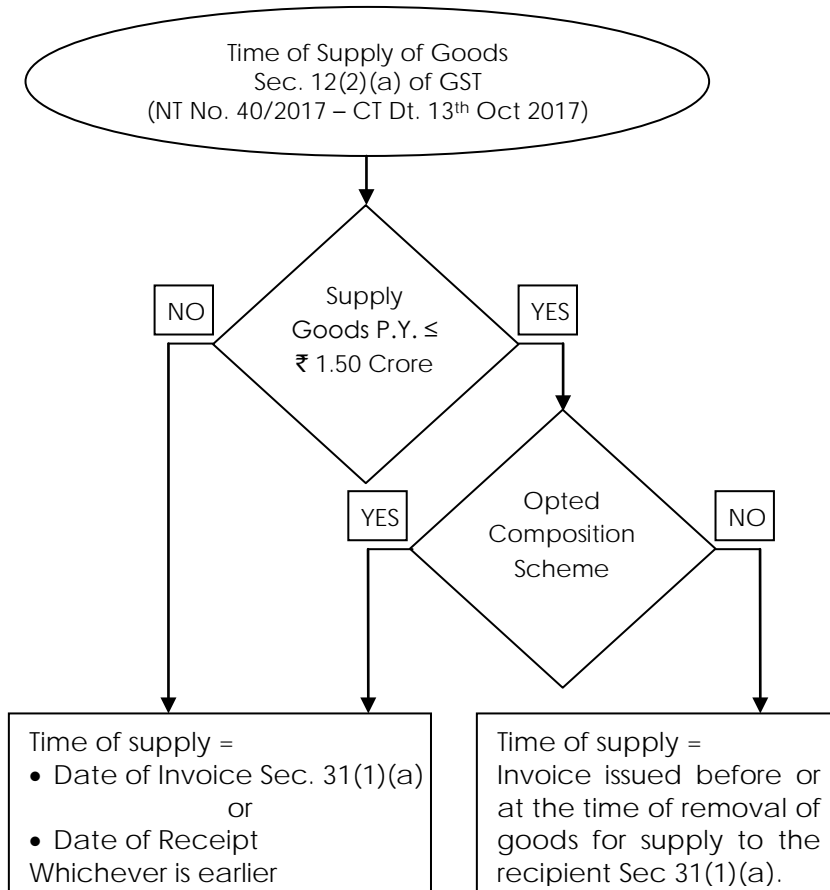 Time of Supply of Goods
Sec. 12(2)(a) of GST
(NT No. 40/2017 – CT Dt. 13th Oct 2017)
NO
Supply
Goods P.Y. ≤
₹ 1.50 Crore
YES
YES
Opted
Composition
Scheme
NO
Time of supply =
• Date of Invoice Sec. 31(1)(a)
or
• Date of Receipt
Whichever is earlier
Time of supply =
Invoice issued before or
at the time of removal of
goods for supply to the
recipient Sec 31(1)(a).